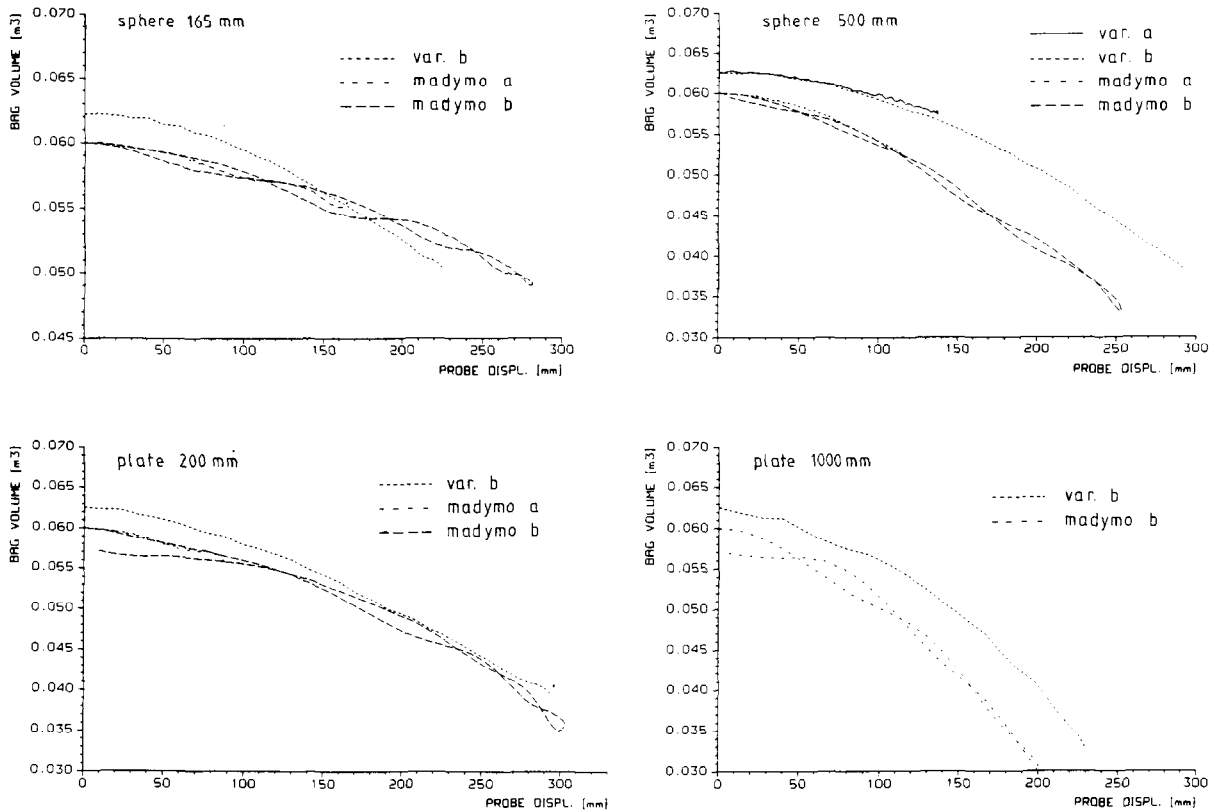 sphere 165 mm
var. b
madymo a
madymo b
BAG VOLUME [m3]
0.070
0.065
0.060
0.055
0.050
0.045
0 50 100 150 200 250 300
PROBE DISPL. [mm]
sphere 500 mm
var. a
var. b
madymo a
madymo b
BAG VOLUME [m3]
0.070
0.065
0.060
0.055
0.050
0.045
0.040
0.035
0.030
0 50 100 150 200 250 300
PROBE DISPL. [mm]
plate 200 mm
var. b
madymo a
madymo b
BAG VOLUME [m3]
0.070
0.065
0.060
0.055
0.050
0.045
0.040
0.035
0.030
0 50 100 150 200 250 300
PROBE DISPL. [mm]
plate 1000 mm
var. b
madymo b
BAG VOLUME [m3]
0.070
0.065
0.060
0.055
0.050
0.045
0.040
0.035
0.030
0 50 100 150 200 250 300
PROBE DISPL. [mm]